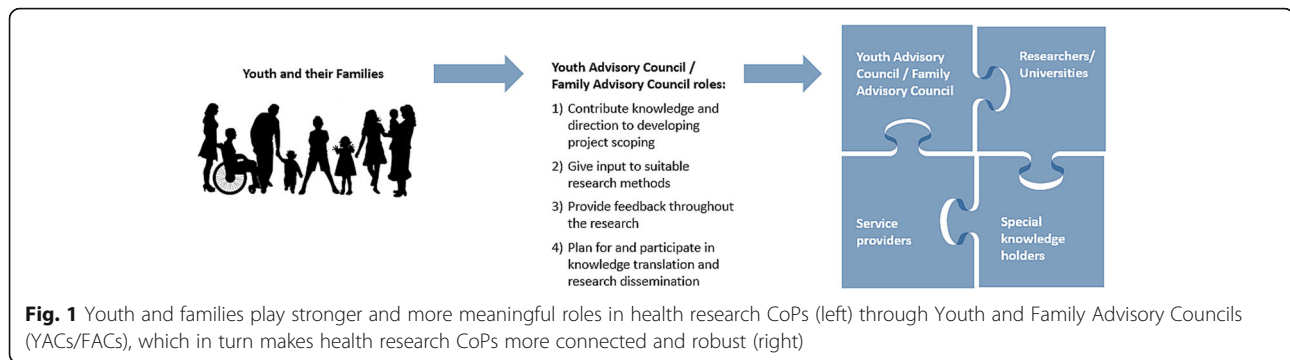 Youth and their Families
Youth Advisory Council /
Family Advisory Council roles:
1) Contribute knowledge and
direction to developing
project scoping
2) Give input to suitable
research methods
3) Provide feedback throughout
the research
4) Plan for and participate in
knowledge translation and
research dissemination
Youth Advisory
Council / Family
Advisory Council
Researchers/
Universities
Service
providers
Special
knowledge
holders
Fig. 1 Youth and families play stronger and more meaningful roles in health research CoPs (left) through Youth and Family Advisory Councils
(YACs/FACs), which in turn makes health research CoPs more connected and robust (right)